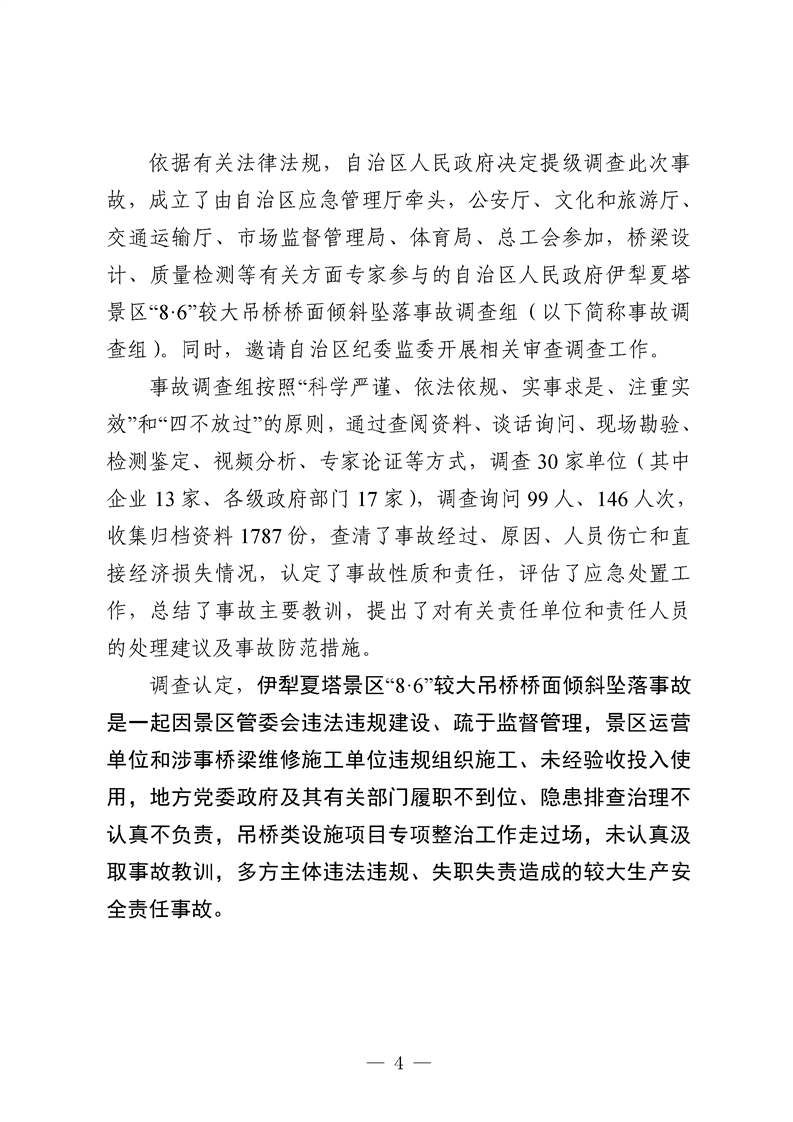 依据有关法律法规，自治区人民政府决定提级调查此次事
故，成立了由自治区应急管理厅牵头，公安厅、文化和旅游厅、
交通运输厅、市场监督管理局、体育局、总工会参加，桥梁设
计、质量检测等有关方面专家参与的自治区人民政府伊犁夏塔
景区“8·6”较大吊桥桥面倾斜坠落事故调查组（以下简称事故调
查组）。同时，邀请自治区纪委监委开展相关审查调查工作。
事故调查组按照“科学严谨、依法依规、实事求是、注重实
效”和“四不放过”的原则，通过查阅资料、谈话询问、现场勘验、
检测鉴定、视频分析、专家论证等方式，调查 30 家单位（其中
企业 13 家、各级政府部门 17 家），调查询问 99 人、146 人次，
收集归档资料 1787 份，查清了事故经过、原因、人员伤亡和直
接经济损失情况，认定了事故性质和责任，评估了应急处置工
作，总结了事故主要教训，提出了对有关责任单位和责任人员
的处理建议及事故防范措施。
调查认定，伊犁夏塔景区“8·6”较大吊桥桥面倾斜坠落事故
是一起因景区管委会违法违规建设、疏于监督管理，景区运营
单位和涉事桥梁维修施工单位违规组织施工、未经验收投入使
用，地方党委政府及其有关部门履职不到位、隐患排查治理不
认真不负责，吊桥类设施项目专项整治工作走过场，未认真汲
取事故教训，多方主体违法违规、失职失责造成的较大生产安
全责任事故。
— 4 —